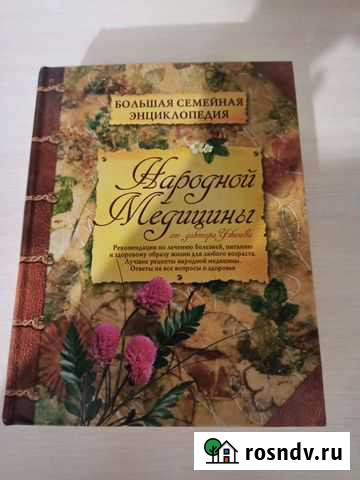 БОЛЬШАЯ СЕМЕЙНАЯ
ЭНЦИКЛОПЕДИЯ
Народной
Медицины
от доктора Ужегова
Рекомендации по лечению болезней, питанию
и здоровому образу жизни для любого возраста.
Лучшие рецепты народной медицины.
Ответы на все вопросы о здоровье
rosndv.ru